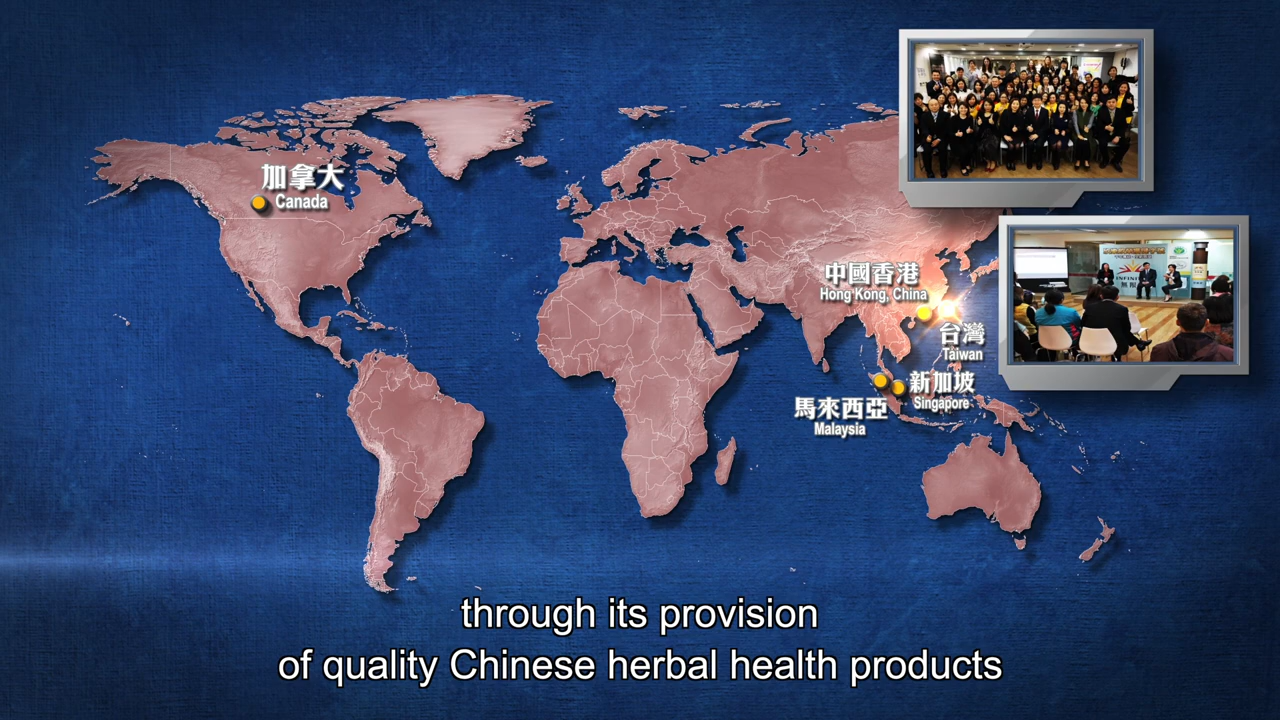 加拿大
Canada
中國香港
Hong Kong, China
台灣
Taiwan
新加坡
Singapore
馬來西亞
Malaysia
through its provision
of quality Chinese herbal health products